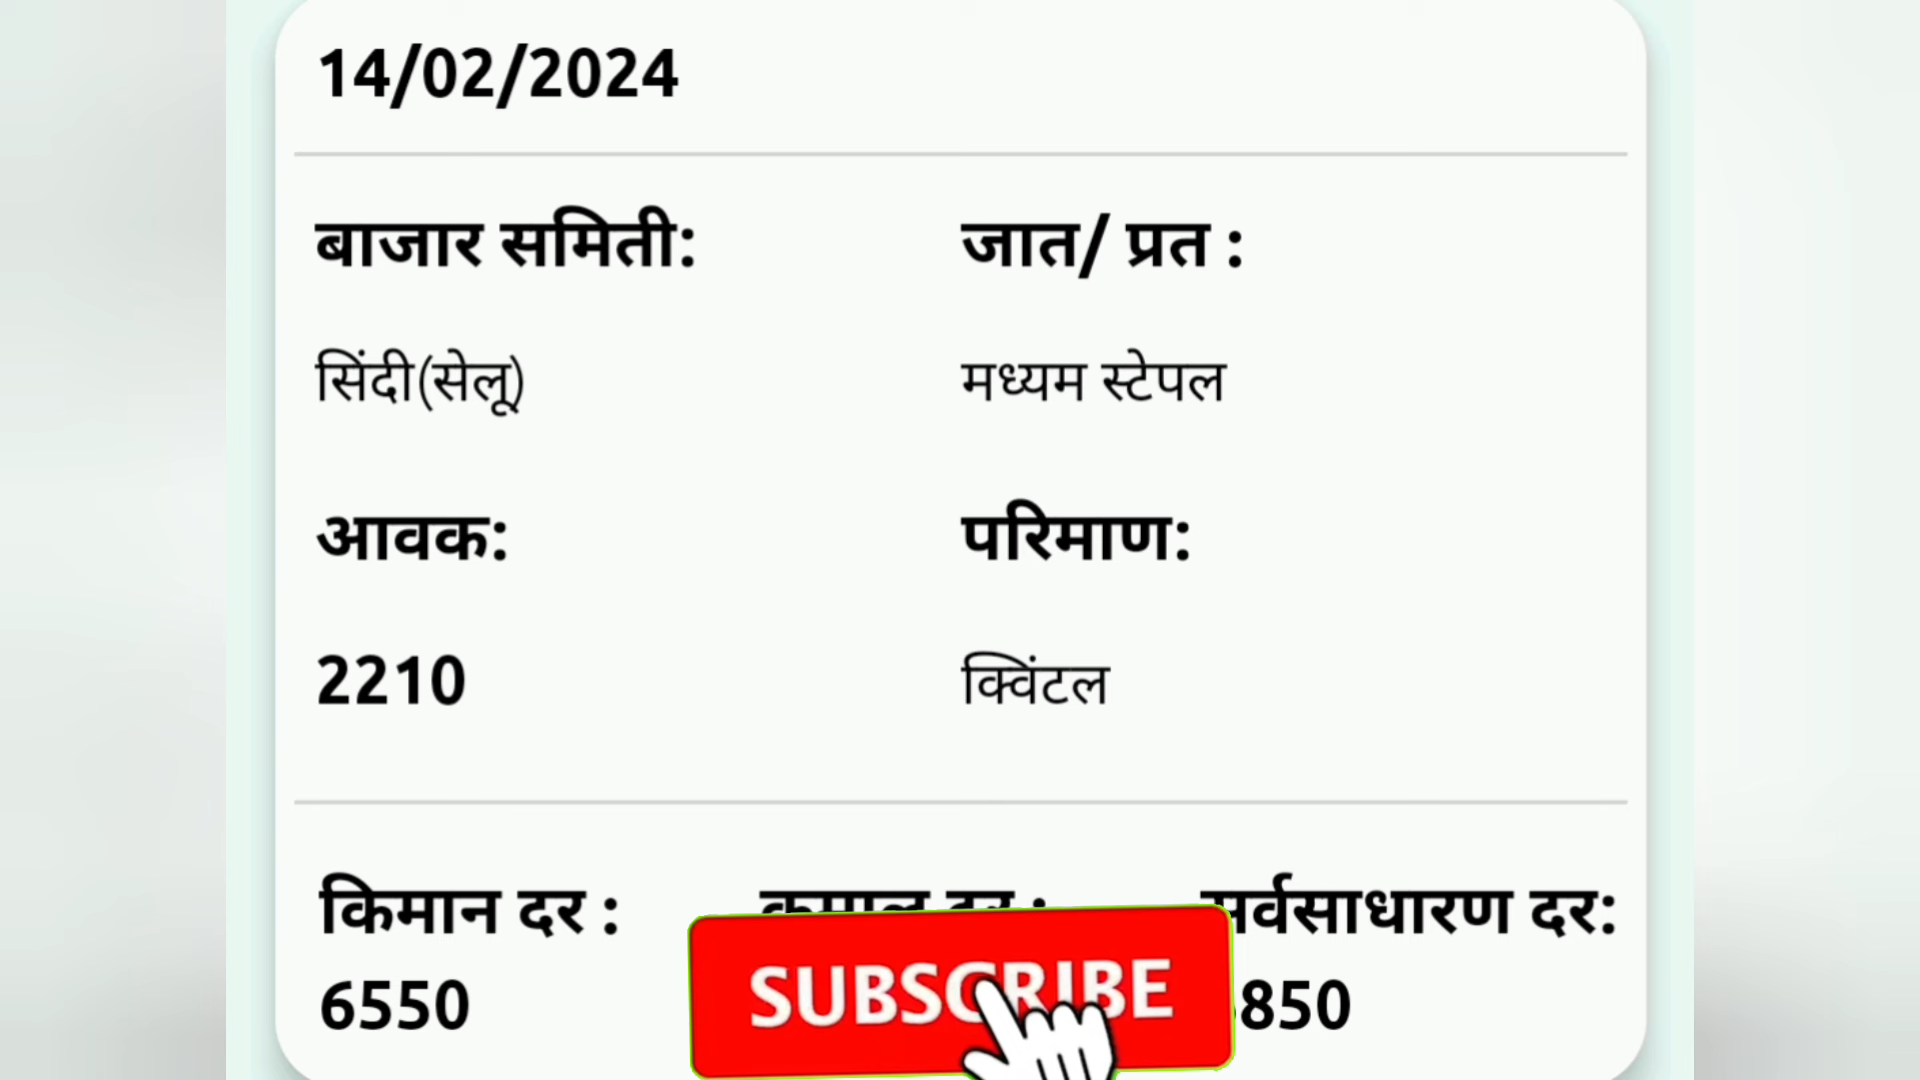 14/02/2024
बाजार समिती: जात/ प्रत :
सिंदी(सेलू) मध्यम स्टेपल
आवक: परिमाण:
2210 क्विंटल
किमान दर : दर : सर्वसाधारण दर:
6550
SUBSCRIBE